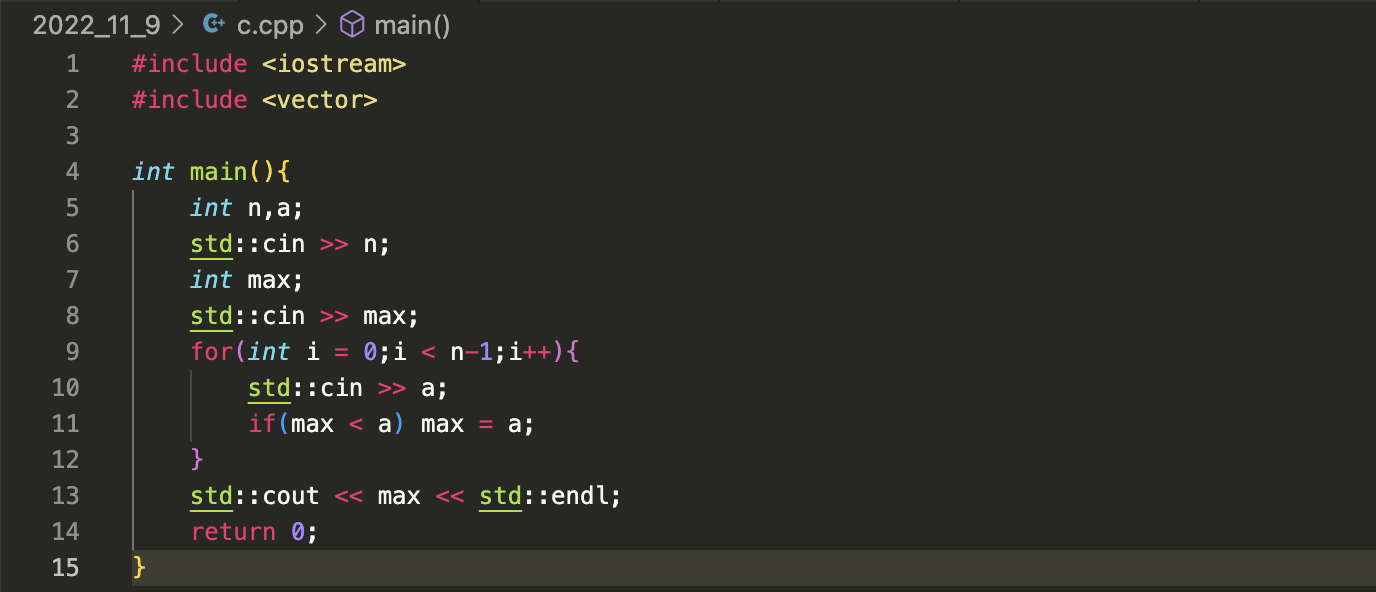 2022_11_9 > c.cpp > main()
1 #include <iostream>
2 #include <vector>
3
4 int main(){
5     int n,a;
6     std::cin >> n;
7     int max;
8     std::cin >> max;
9     for(int i = 0;i < n-1;i++){
10         std::cin >> a;
11         if(max < a) max = a;
12     }
13     std::cout << max << std::endl;
14     return 0;
15 }